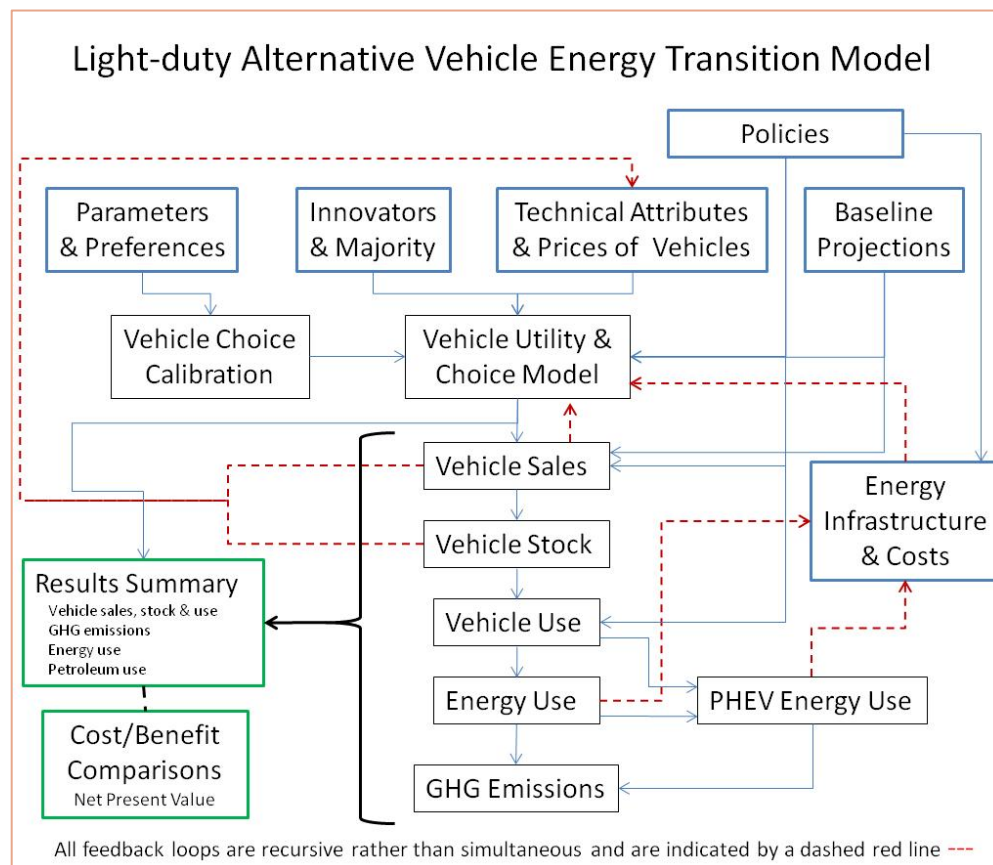 Light-duty Alternative Vehicle Energy Transition Model
Policies
Parameters
& Preferences
Innovators
& Majority
Technical Attributes
& Prices of Vehicles
Baseline
Projections
Vehicle Choice
Calibration
Vehicle Utility &
Choice Model
Vehicle Sales
Energy
Infrastructure
& Costs
Vehicle Stock
Results Summary
Vehicle sales, stock & use
GHG emissions
Energy use
Petroleum use
Vehicle Use
Energy Use
PHEV Energy Use
Cost/Benefit
Comparisons
Net Present Value
GHG Emissions
All feedback loops are recursive rather than simultaneous and are indicated by a dashed red line ---